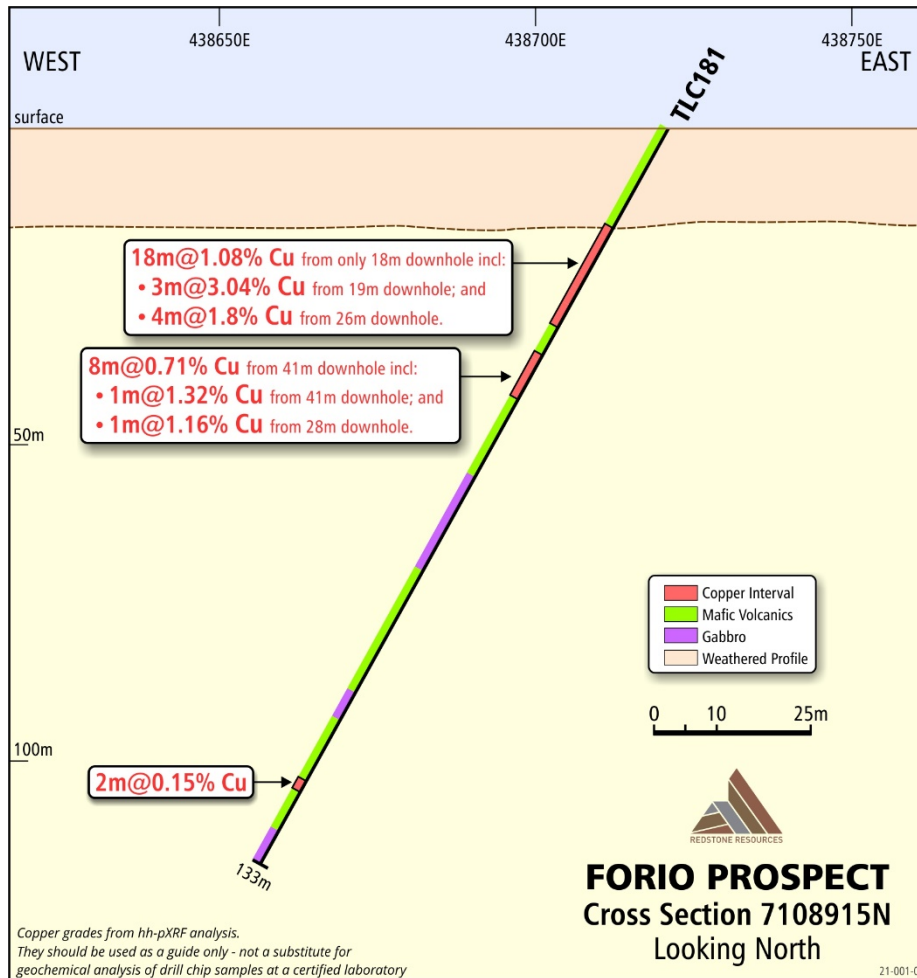 438650E
438700E
438750E
WEST
EAST
TLC181
surface
18m@1.08% Cu from only 18m downhole incl:
• 3m@3.04% Cu from 19m downhole; and
• 4m@1.8% Cu from 26m downhole.
8m@0.71% Cu from 41m downhole incl:
• 1m@1.32% Cu from 41m downhole; and
• 1m@1.16% Cu from 28m downhole.
50m
Copper Interval
Mafic Volcanics
Gabbro
Weathered Profile
0 10 25m
100m
2m@0.15% Cu
133m
REDSTONE RESOURCES
FORIO PROSPECT
Cross Section 7108915N
Looking North
Copper grades from hh-pXRF analysis.
They should be used as a guide only - not a substitute for
geochemical analysis of drill chip samples at a certified laboratory